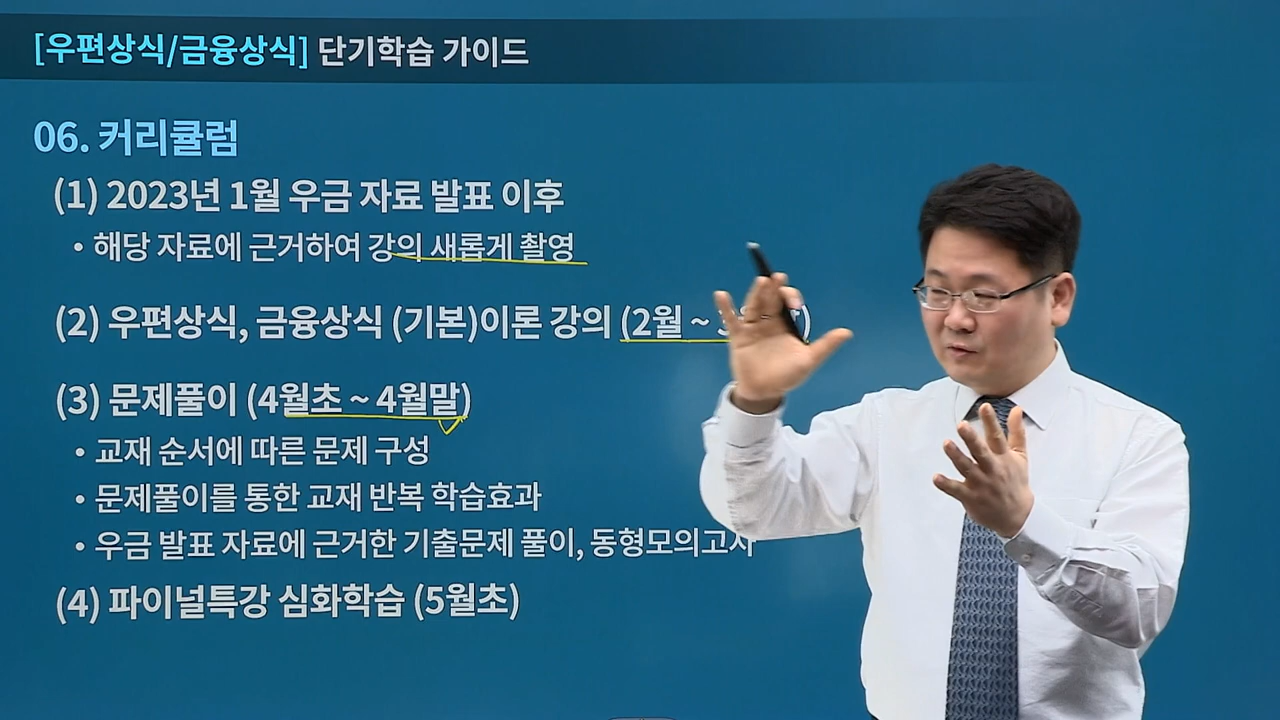 [우편상식/금융상식] 단기학습 가이드
06. 커리큘럼
(1) 2023년 1월 우금 자료 발표 이후
• 해당 자료에 근거하여 강의 새롭게 촬영
(2) 우편상식, 금융상식 (기본)이론 강의 (2월 ~
(3) 문제풀이 (4월초 ~ 4월말)
• 교재 순서에 따른 문제 구성
• 문제풀이를 통한 교재 반복 학습효과
• 우금 발표 자료에 근거한 기출문제 풀이, 동형모의고사
(4) 파이널특강 심화학습 (5월초)